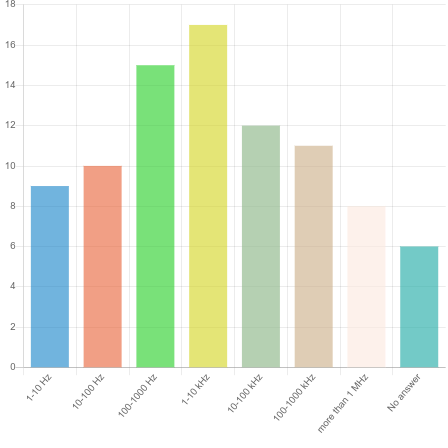 18
16
14
12
10
8
6
4
2
0
1-10 Hz
10-100 Hz
100-1000 Hz
1-10 kHz
10-100 kHz
100-1000 kHz
more than 1 MHz
No answer